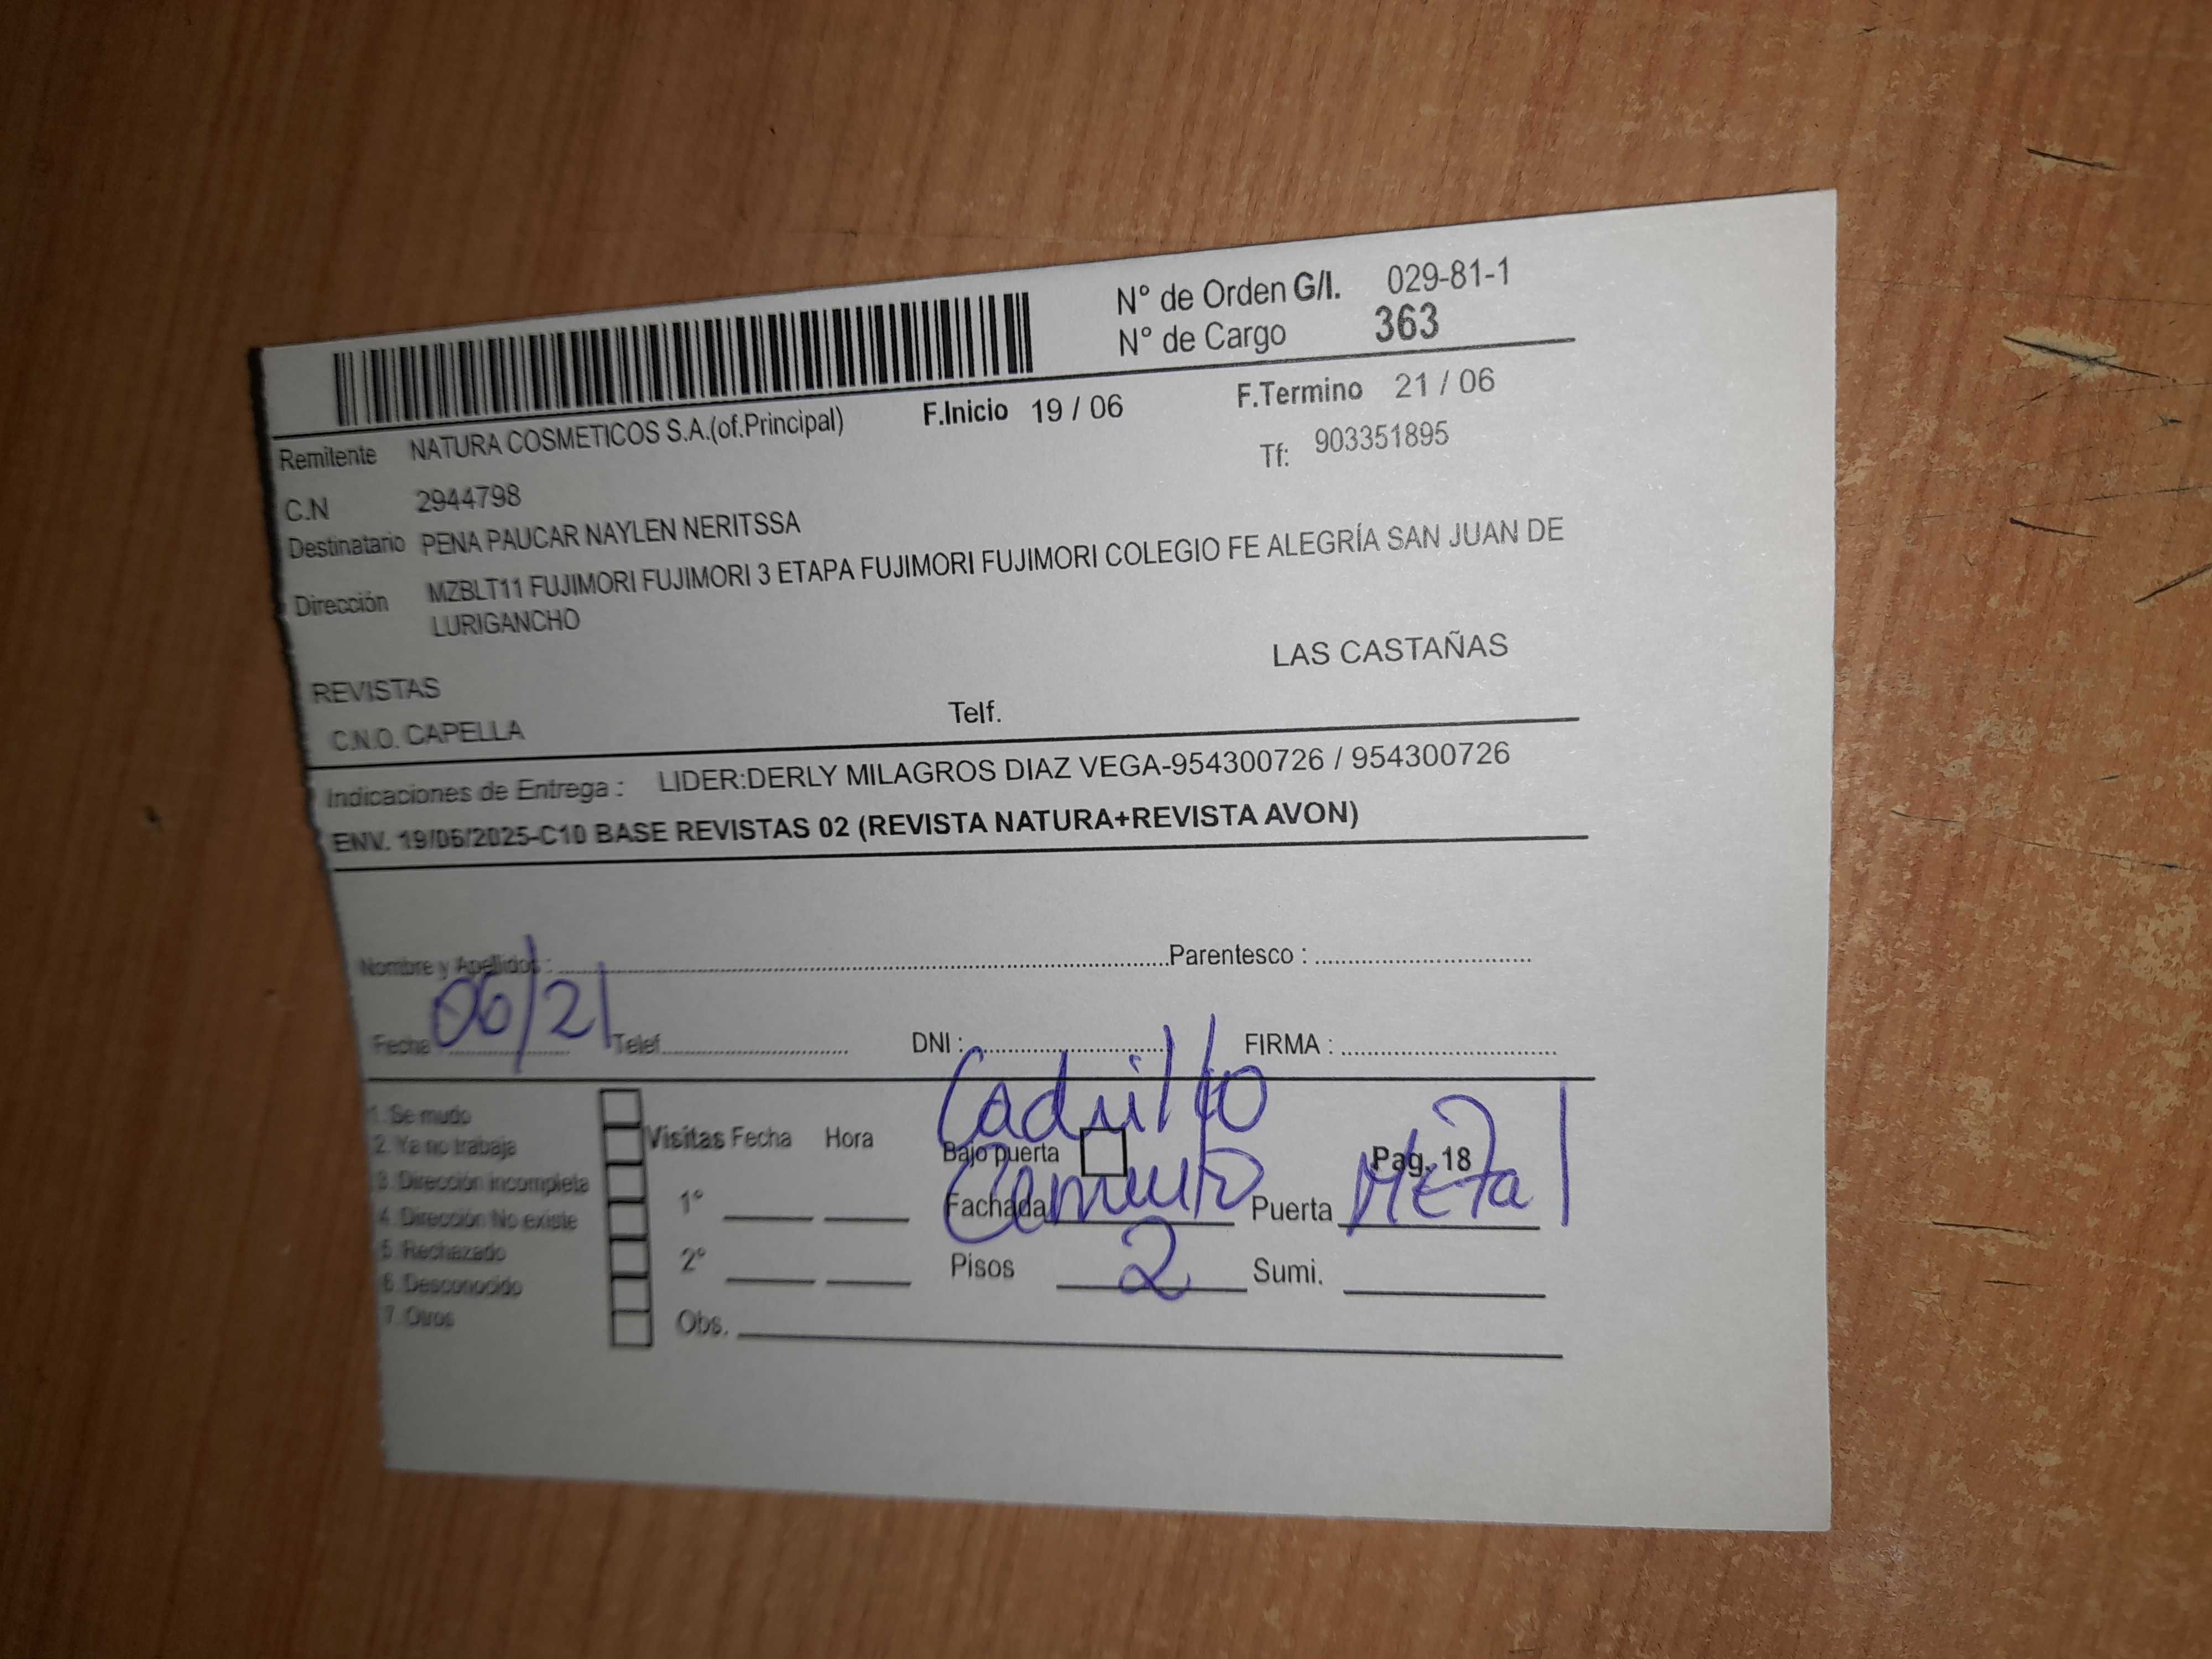 N° de Orden G/I. 029-81-1
N° de Cargo 363
F.Inicio 19 / 06 F.Termino 21 / 06
Remitente NATURA COSMETICOS S.A.(of.Principal)
Tf: 903351895
C.N 2944798
Destinatario PENA PAUCAR NAYLEN NERITSSA
Dirección MZBLT11 FUJIMORI FUJIMORI 3 ETAPA FUJIMORI FUJIMORI COLEGIO FE ALEGRÍA SAN JUAN DE
LURIGANCHO
LAS CASTAÑAS
REVISTAS
C.N.O. CAPELLA Telf.
Indicaciones de Entrega : LIDER:DERLY MILAGROS DIAZ VEGA-954300726 / 954300726
ENV. 19/06/2025-C10 BASE REVISTAS 02 (REVISTA NATURA+REVISTA AVON)
Nombre y Apellidos : Parentesco :
Fecha 06/21 Telef. DNI : FIRMA :
1. Se mudo
2. Ya no trabaja
3. Dirección incompleta
4. Dirección No existe
5. Rechazado
6. Desconocido
7. Otros
Visitas Fecha Hora
1°
2°
Obs.
Bajo puerta Pag. 18
Fachada Cemento Puerta Metal
Pisos 2 Sumi.